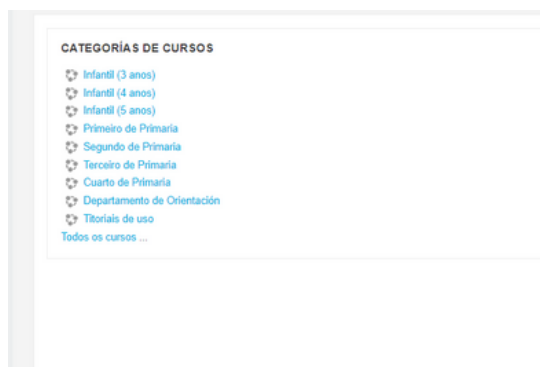 CATEGORÍAS DE CURSOS
Infantil (3 anos)
Infantil (4 anos)
Infantil (5 anos)
Primeiro de Primaria
Segundo de Primaria
Terceiro de Primaria
Cuarto de Primaria
Departamento de Orientación
Titoriais de uso
Todos os cursos ...